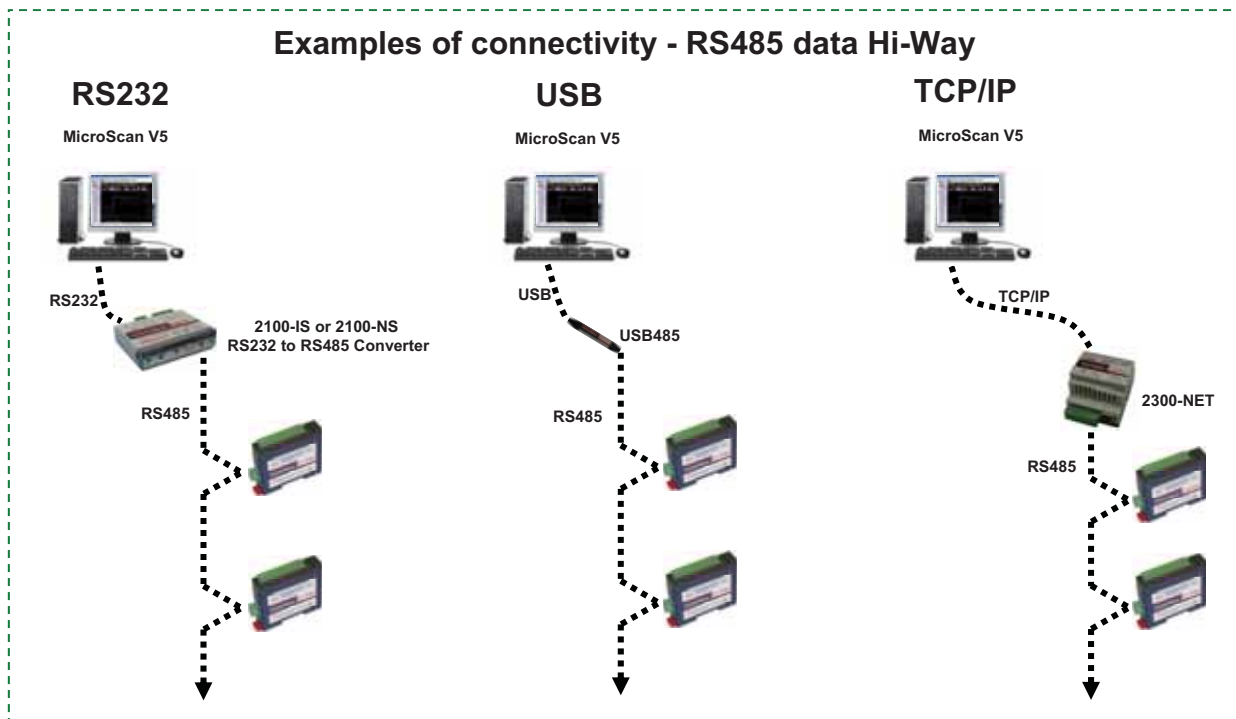 Examples of connectivity - RS485 data Hi-Way
RS232
MicroScan V5
RS232
2100-IS or 2100-NS
RS232 to RS485 Converter
RS485
USB
MicroScan V5
USB
USB485
RS485
TCP/IP
MicroScan V5
TCP/IP
2300-NET
RS485